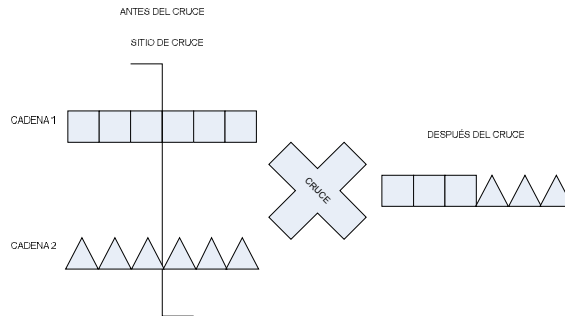 ANTES DEL CRUCE
SITIO DE CRUCE
CADENA 1
CRUCE
DESPUÉS DEL CRUCE
CADENA 2